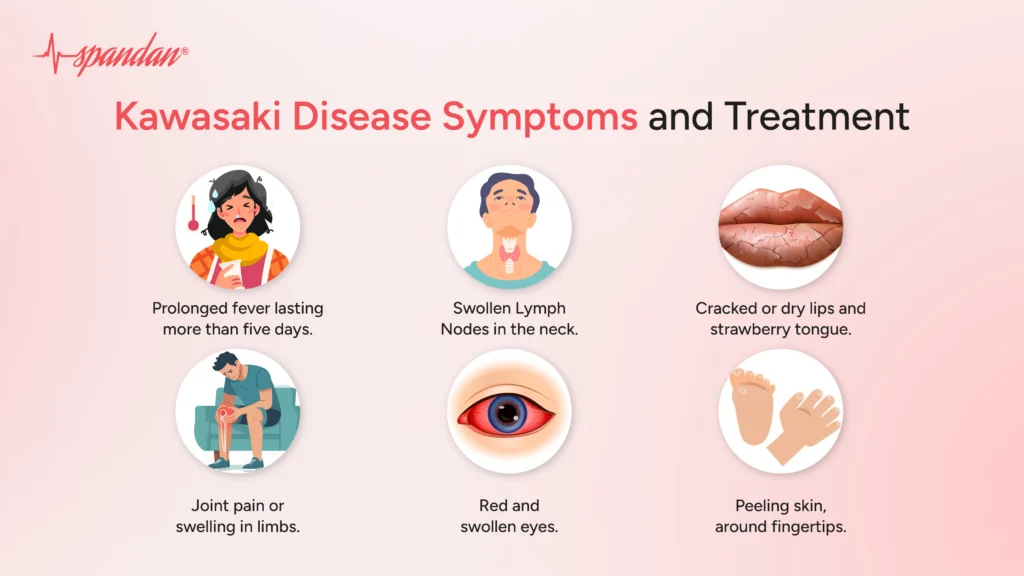 spandan®
Kawasaki Disease Symptoms and Treatment
Prolonged fever lasting
more than five days.
Swollen Lymph
Nodes in the neck.
Cracked or dry lips and
strawberry tongue.
Joint pain or
swelling in limbs.
Red and
swollen eyes.
Peeling skin,
around fingertips.